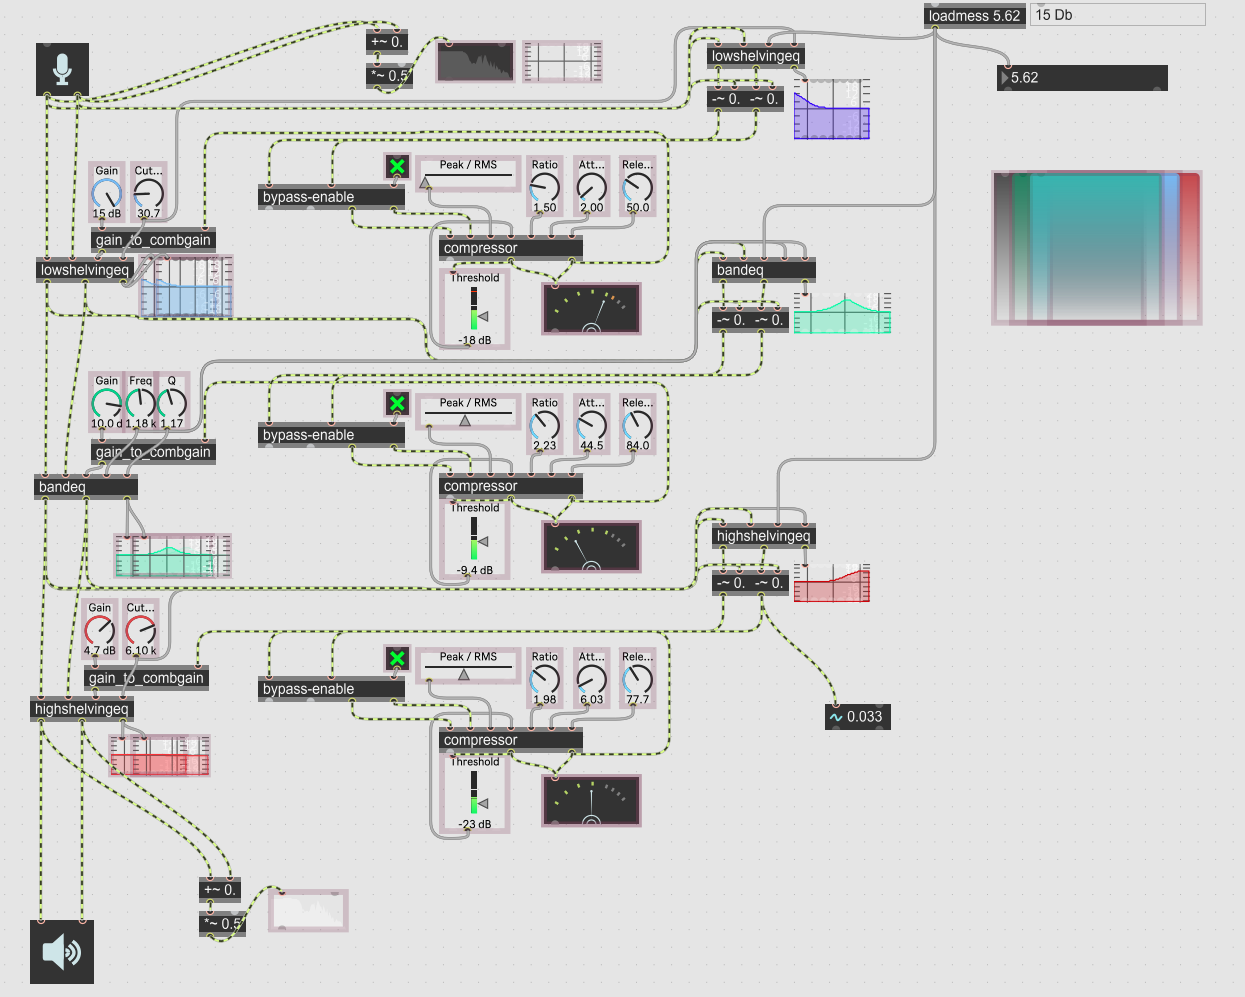 loadmess 5.62
15 Db
+~ 0.
*~ 0.5
lowshelvingeq
5.62
-~ 0.
-~ 0.
Gain
Cut...
15 dB
30.7
bypass-enable
Peak / RMS
Ratio
Att...
Rele...
1.50
2.00
50.0
gain_to_combgain
compressor
lowshelvingeq
Threshold
-18 dB
bandeq
-~ 0.
-~ 0.
Gain
Freq
Q
10.0 d
1.18 k
1.17
bypass-enable
Peak / RMS
Ratio
Att...
Rele...
2.23
44.5
84.0
gain_to_combgain
bandeq
compressor
Threshold
-9.4 dB
highshelvingeq
-~ 0.
-~ 0.
Gain
Cut...
4.7 dB
6.10 k
bypass-enable
Peak / RMS
Ratio
Att...
Rele...
1.98
6.03
77.7
gain_to_combgain
highshelvingeq
compressor
Threshold
-23 dB
0.033
+~ 0.
*~ 0.5